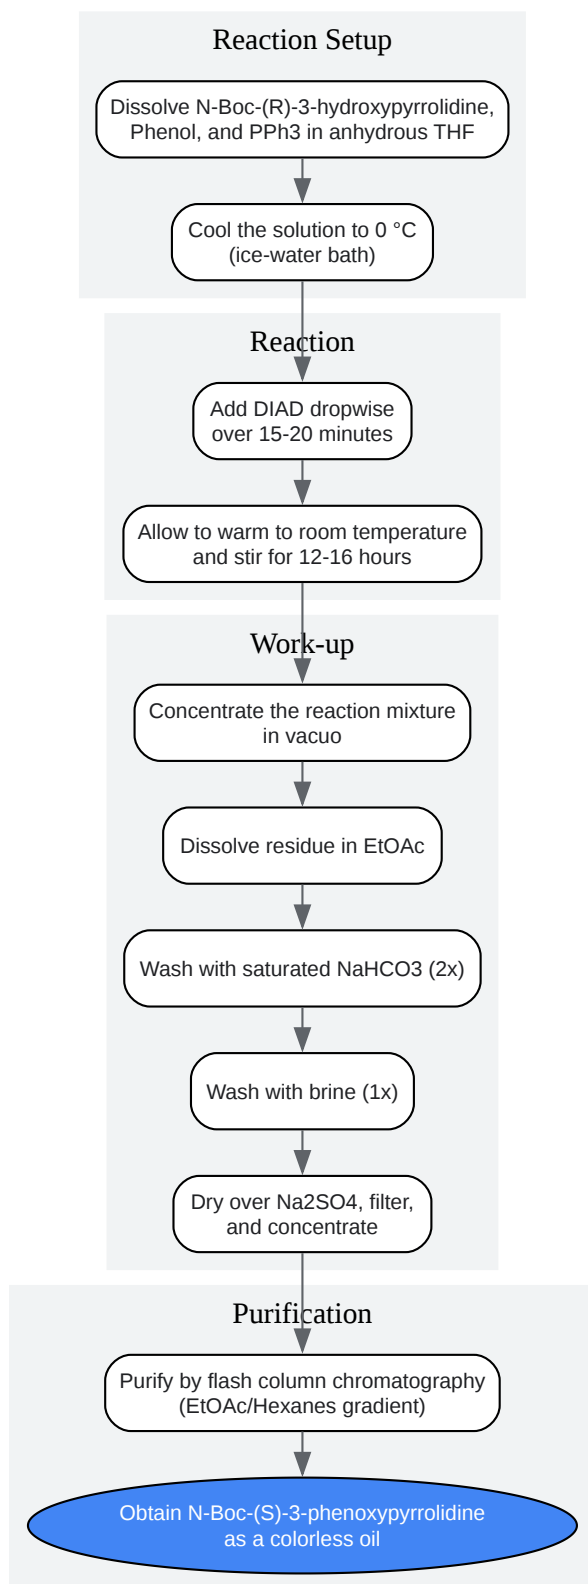 Reaction Setup
Dissolve N-Boc-(R)-3-hydroxypyrrolidine,
Phenol, and PPh3 in anhydrous THF
Cool the solution to 0 °C
(ice-water bath)
Reaction
Add DIAD dropwise
over 15-20 minutes
Allow to warm to room temperature
and stir for 12-16 hours
Work-up
Concentrate the reaction mixture
in vacuo
Dissolve residue in EtOAc
Wash with saturated NaHCO3 (2x)
Wash with brine (1x)
Dry over Na2SO4, filter,
and concentrate
Purification
Purify by flash column chromatography
(EtOAc/Hexanes gradient)
Obtain N-Boc-(S)-3-phenoxypyrrolidine
as a colorless oil